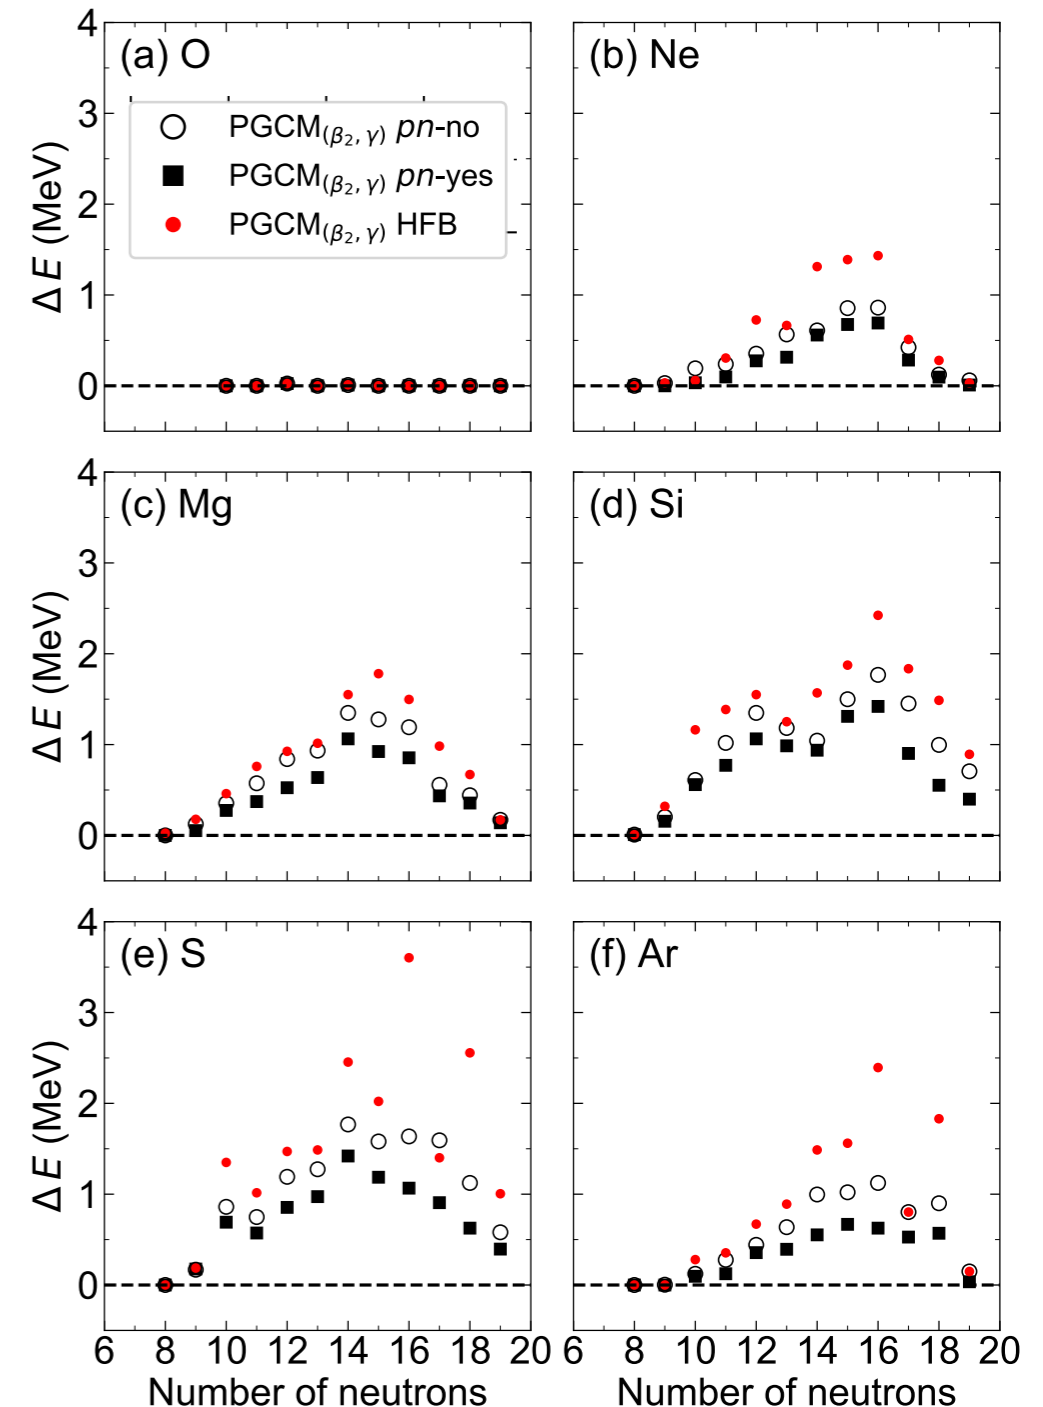 (a) O
(b) Ne
4
3
2
1
0
ΔE (MeV)
PGCM(β₂, γ) pn-no
PGCM(β₂, γ) pn-yes
PGCM(β₂, γ) HFB
(c) Mg
(d) Si
4
3
2
1
0
ΔE (MeV)
(e) S
(f) Ar
4
3
2
1
0
ΔE (MeV)
6 8 10 12 14 16 18 20
6 8 10 12 14 16 18 20
Number of neutrons
Number of neutrons